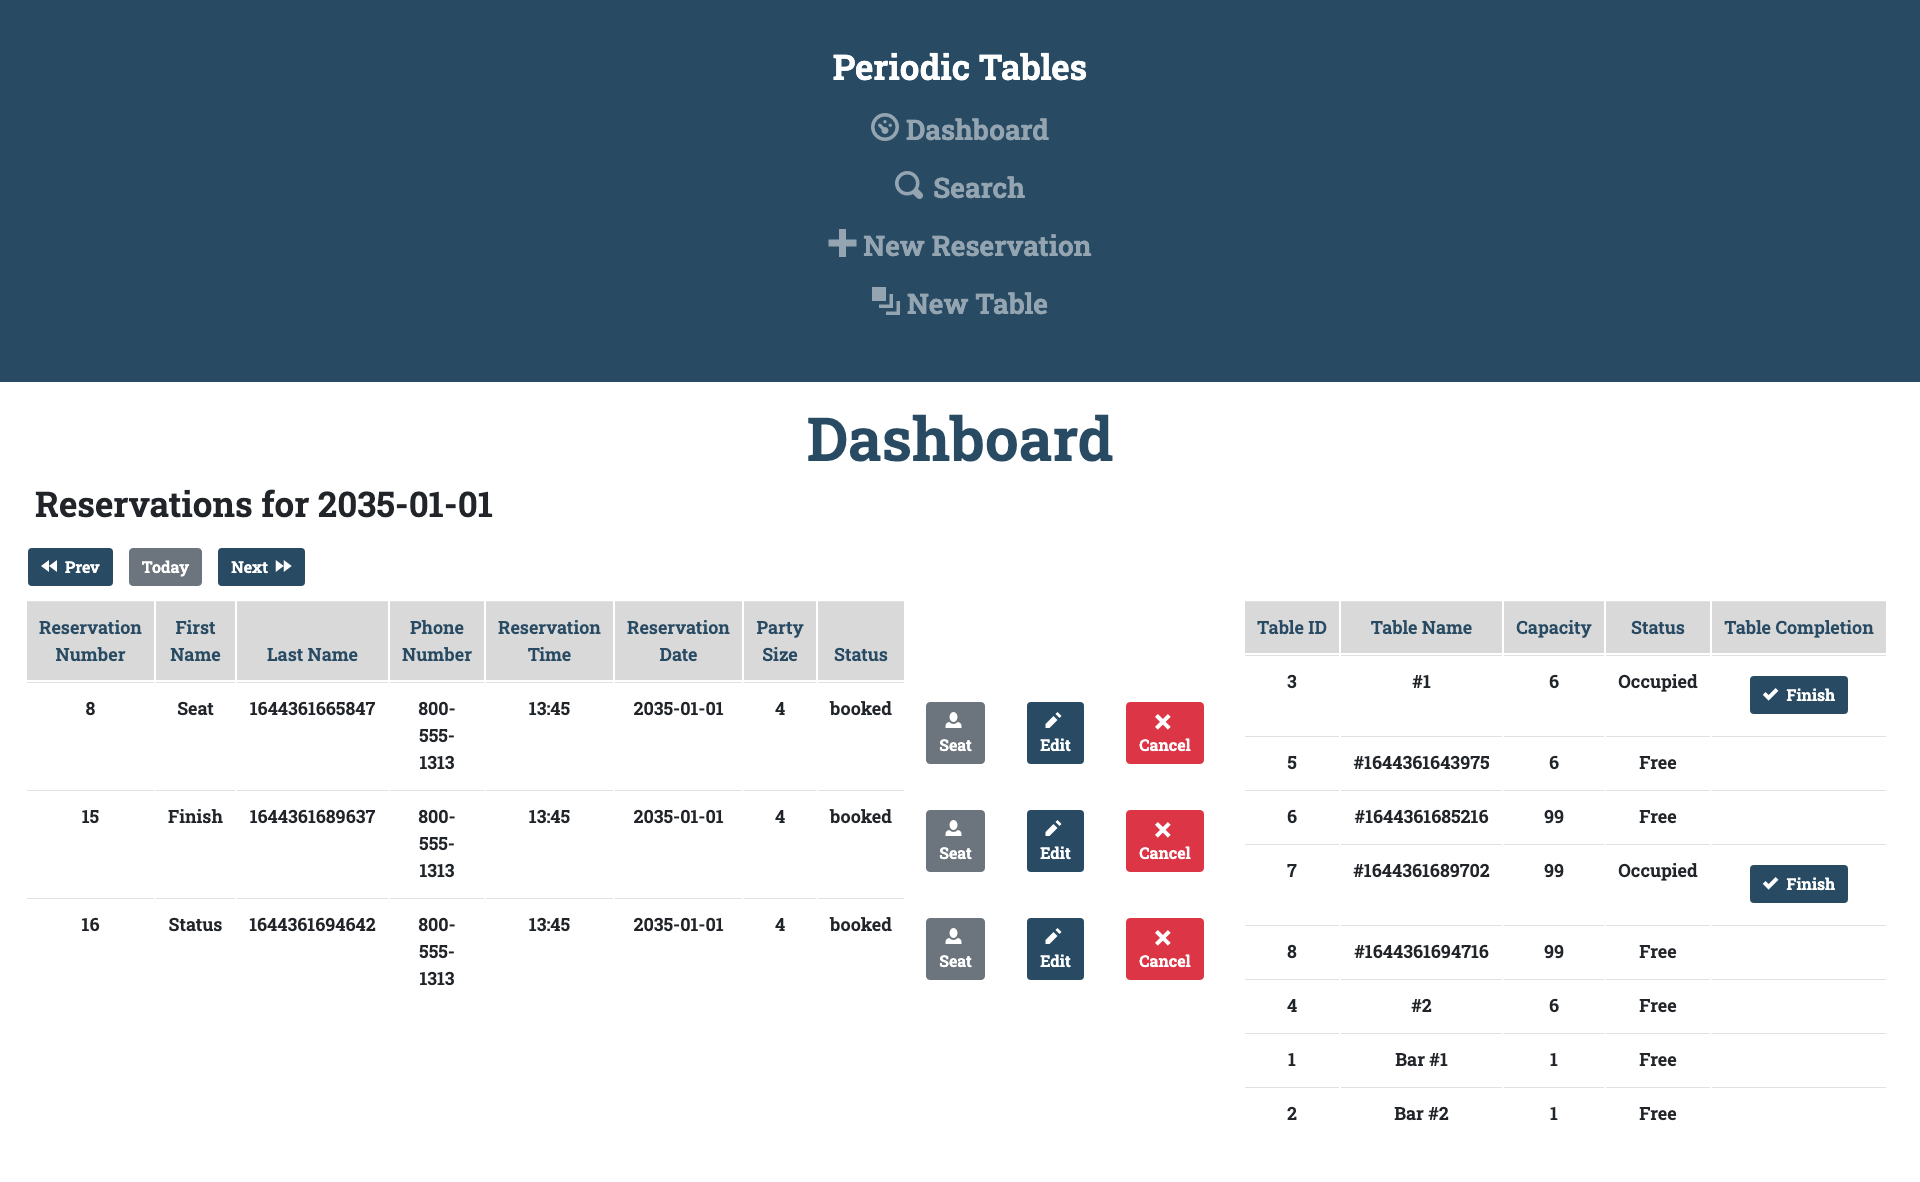 Periodic Tables
Dashboard
Search
New Reservation
New Table
Dashboard
Reservations for 2035-01-01
Prev Today Next
Reservation Number First Name Last Name Phone Number Reservation Time Reservation Date Party Size Status
8 Seat 1644361665847 800-555-1313 13:45 2035-01-01 4 booked Seat Edit Cancel
15 Finish 1644361689637 800-555-1313 13:45 2035-01-01 4 booked Seat Edit Cancel
16 Status 1644361694642 800-555-1313 13:45 2035-01-01 4 booked Seat Edit Cancel
Table ID Table Name Capacity Status Table Completion
3 #1 6 Occupied Finish
5 #1644361643975 6 Free
6 #1644361685216 99 Free
7 #1644361689702 99 Occupied Finish
8 #1644361694716 99 Free
4 #2 6 Free
1 Bar #1 1 Free
2 Bar #2 1 Free